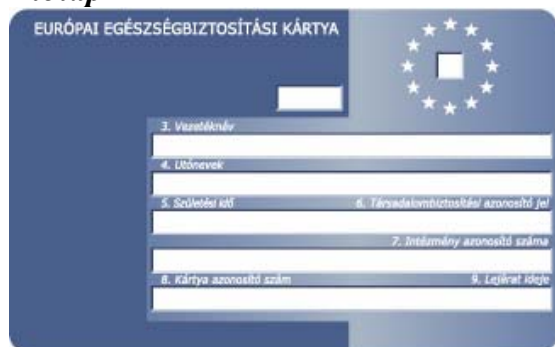 EURÓPAI EGÉSZSÉGBIZTOSÍTÁSI KÁRTYA
3. Vezetéknév
4. Utónevek
5. Születési idő 6. Társadalombiztosítási azonosító jel
7. Intézmény azonosító száma
8. Kártya azonosító szám 9. Lejárat ideje